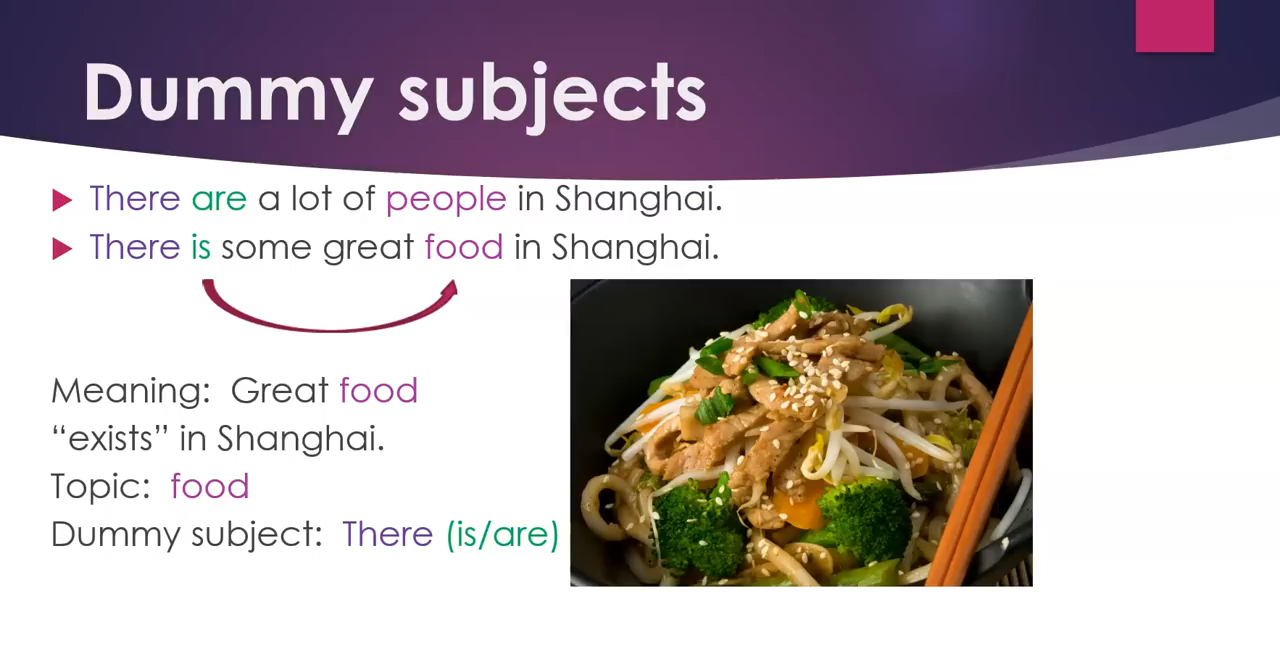 Dummy subjects
There are a lot of people in Shanghai.
There is some great food in Shanghai.
Meaning:  Great food
“exists” in Shanghai.
Topic:  food
Dummy subject:  There (is/are)